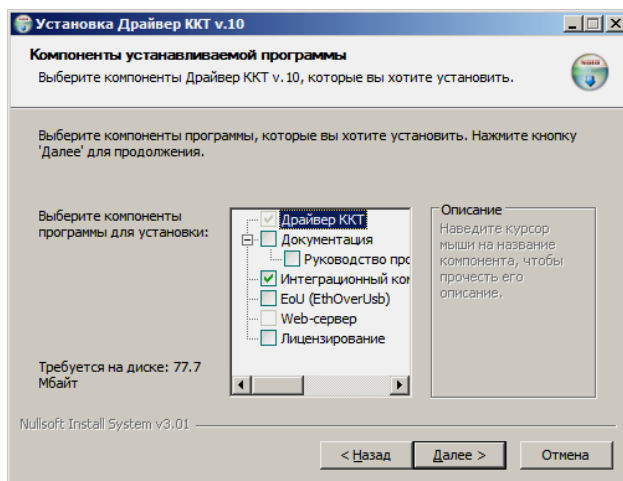 Установка Драйвер ККТ v.10
Компоненты устанавливаемой программы
Выберите компоненты Драйвер ККТ v.10, которые вы хотите установить.
Выберите компоненты программы, которые вы хотите установить. Нажмите кнопку
'Далее' для продолжения.
Выберите компоненты
программы для установки:
Драйвер ККТ
Документация
Руководство про
Интеграционный ком
EoU (EthOverUsb)
Web-сервер
Лицензирование
Описание
Наведите курсор
мыши на название
компонента, чтобы
прочесть его
описание.
Требуется на диске: 77.7
Мбайт
Nullsoft Install System v3.01
< Назад
Далее >
Отмена